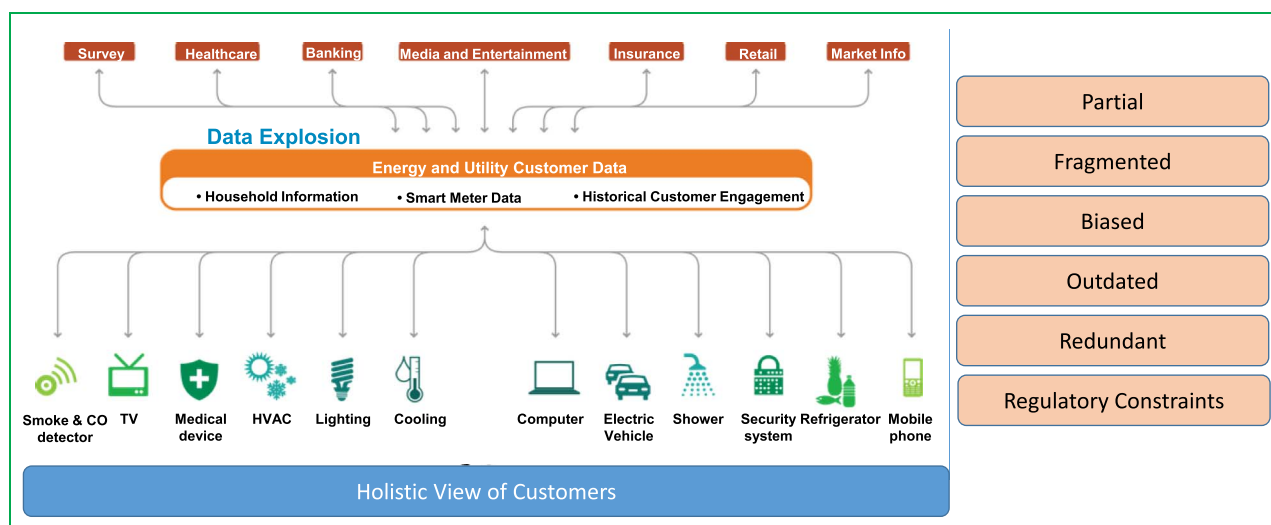 Survey
Healthcare
Banking
Media and Entertainment
Insurance
Retail
Market Info
Data Explosion
Energy and Utility Customer Data
• Household Information
• Smart Meter Data
• Historical Customer Engagement
Smoke & CO
detector
TV
Medical
device
HVAC
Lighting
Cooling
Computer
Electric
Vehicle
Shower
Security
system
Refrigerator
Mobile
phone
Holistic View of Customers
Partial
Fragmented
Biased
Outdated
Redundant
Regulatory Constraints